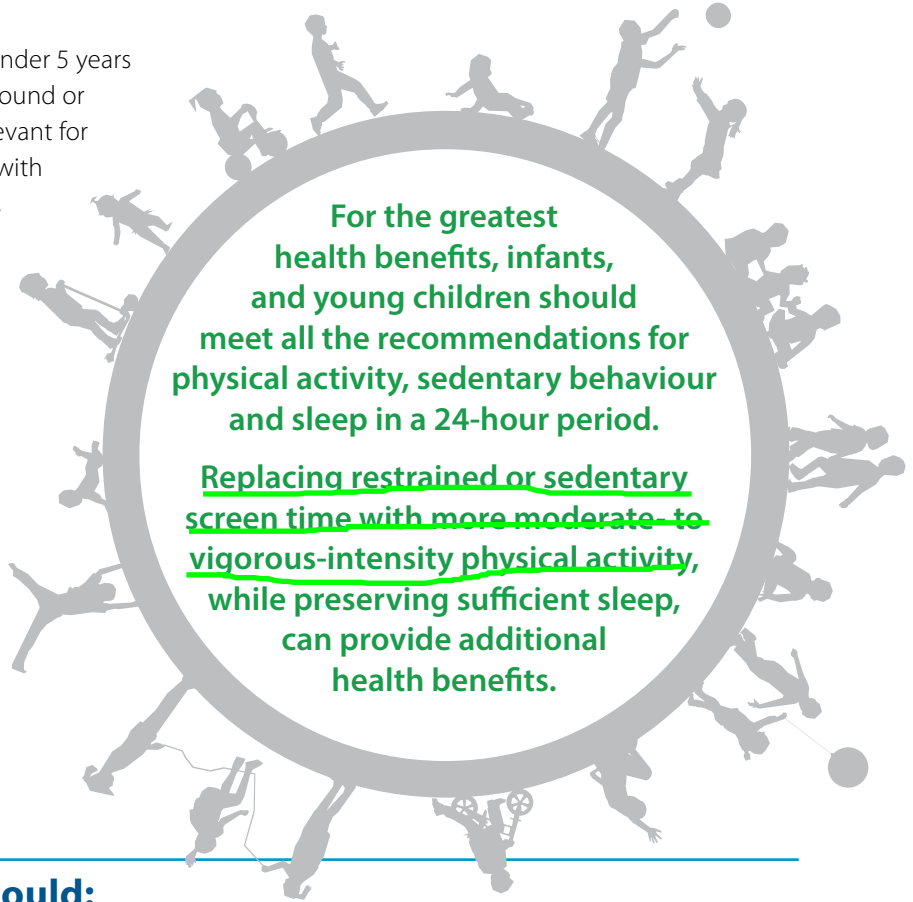 nder 5 years
ound or
evant for
with
For the greatest
health benefits, infants,
and young children should
meet all the recommendations for
physical activity, sedentary behaviour
and sleep in a 24-hour period.
Replacing restrained or sedentary
screen time with more moderate- to
vigorous-intensity physical activity,
while preserving sufficient sleep,
can provide additional
health benefits.
ould: